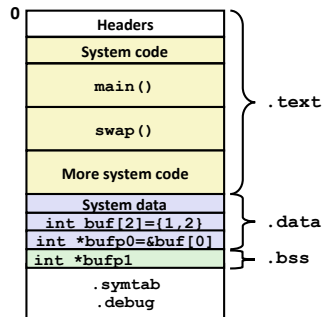 0
Headers
System code
main()
.text
swap()
More system code
System data
int buf[2]={1,2}
.data
int *bufp0=&buf[0]
int *bufp1
.bss
.symtab
.debug